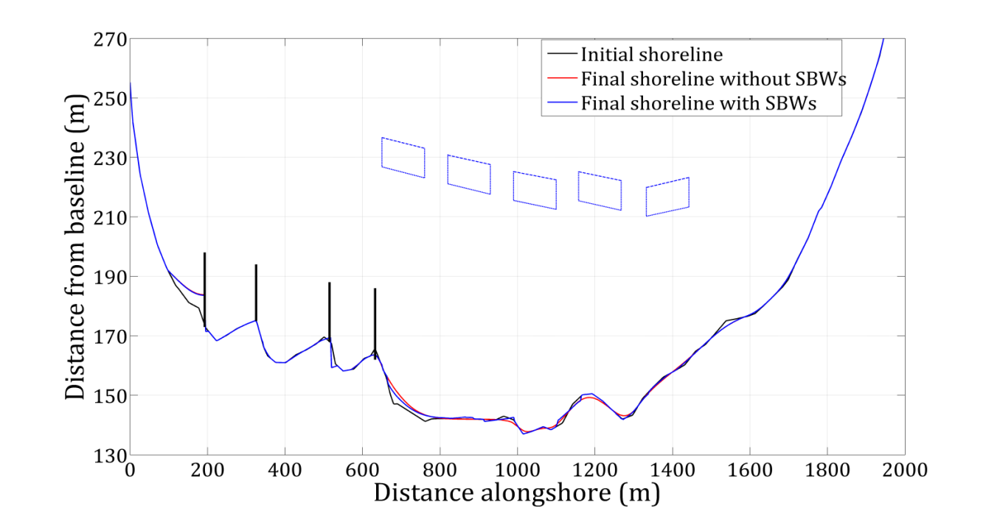 270
250
230
210
190
170
150
130
Distance from baseline (m)
Initial shoreline
Final shoreline without SBWs
Final shoreline with SBWs
0 200 400 600 800 1000 1200 1400 1600 1800 2000
Distance alongshore (m)